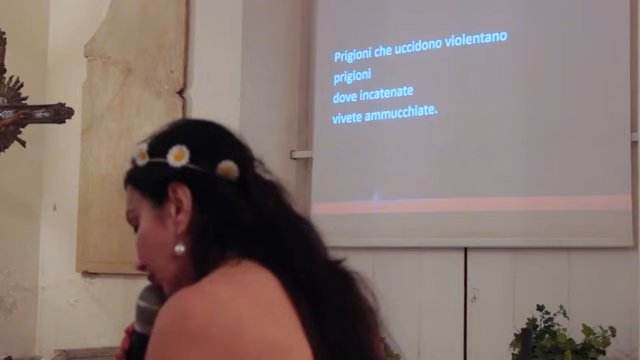 Prigioni che uccidono violentano
prigioni
dove incatenate
vivete ammucchiate.